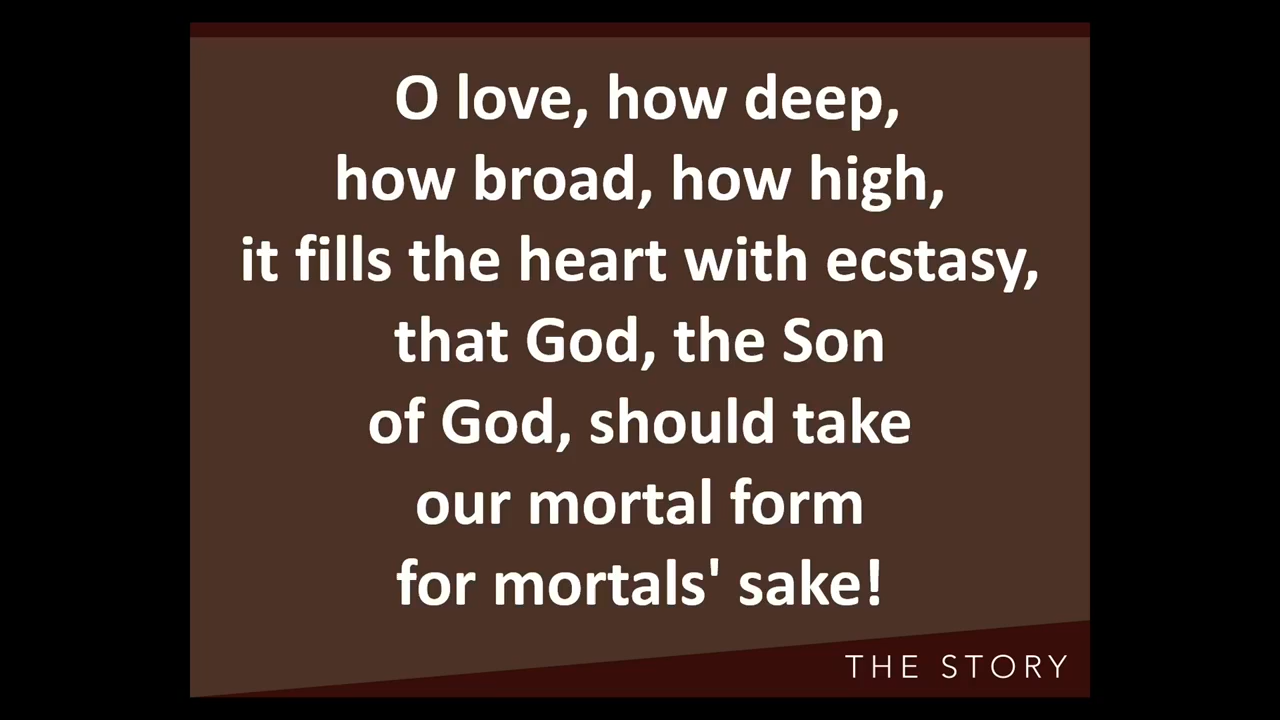 O love, how deep,
how broad, how high,
it fills the heart with ecstasy,
that God, the Son
of God, should take
our mortal form
for mortals' sake!
THE STORY